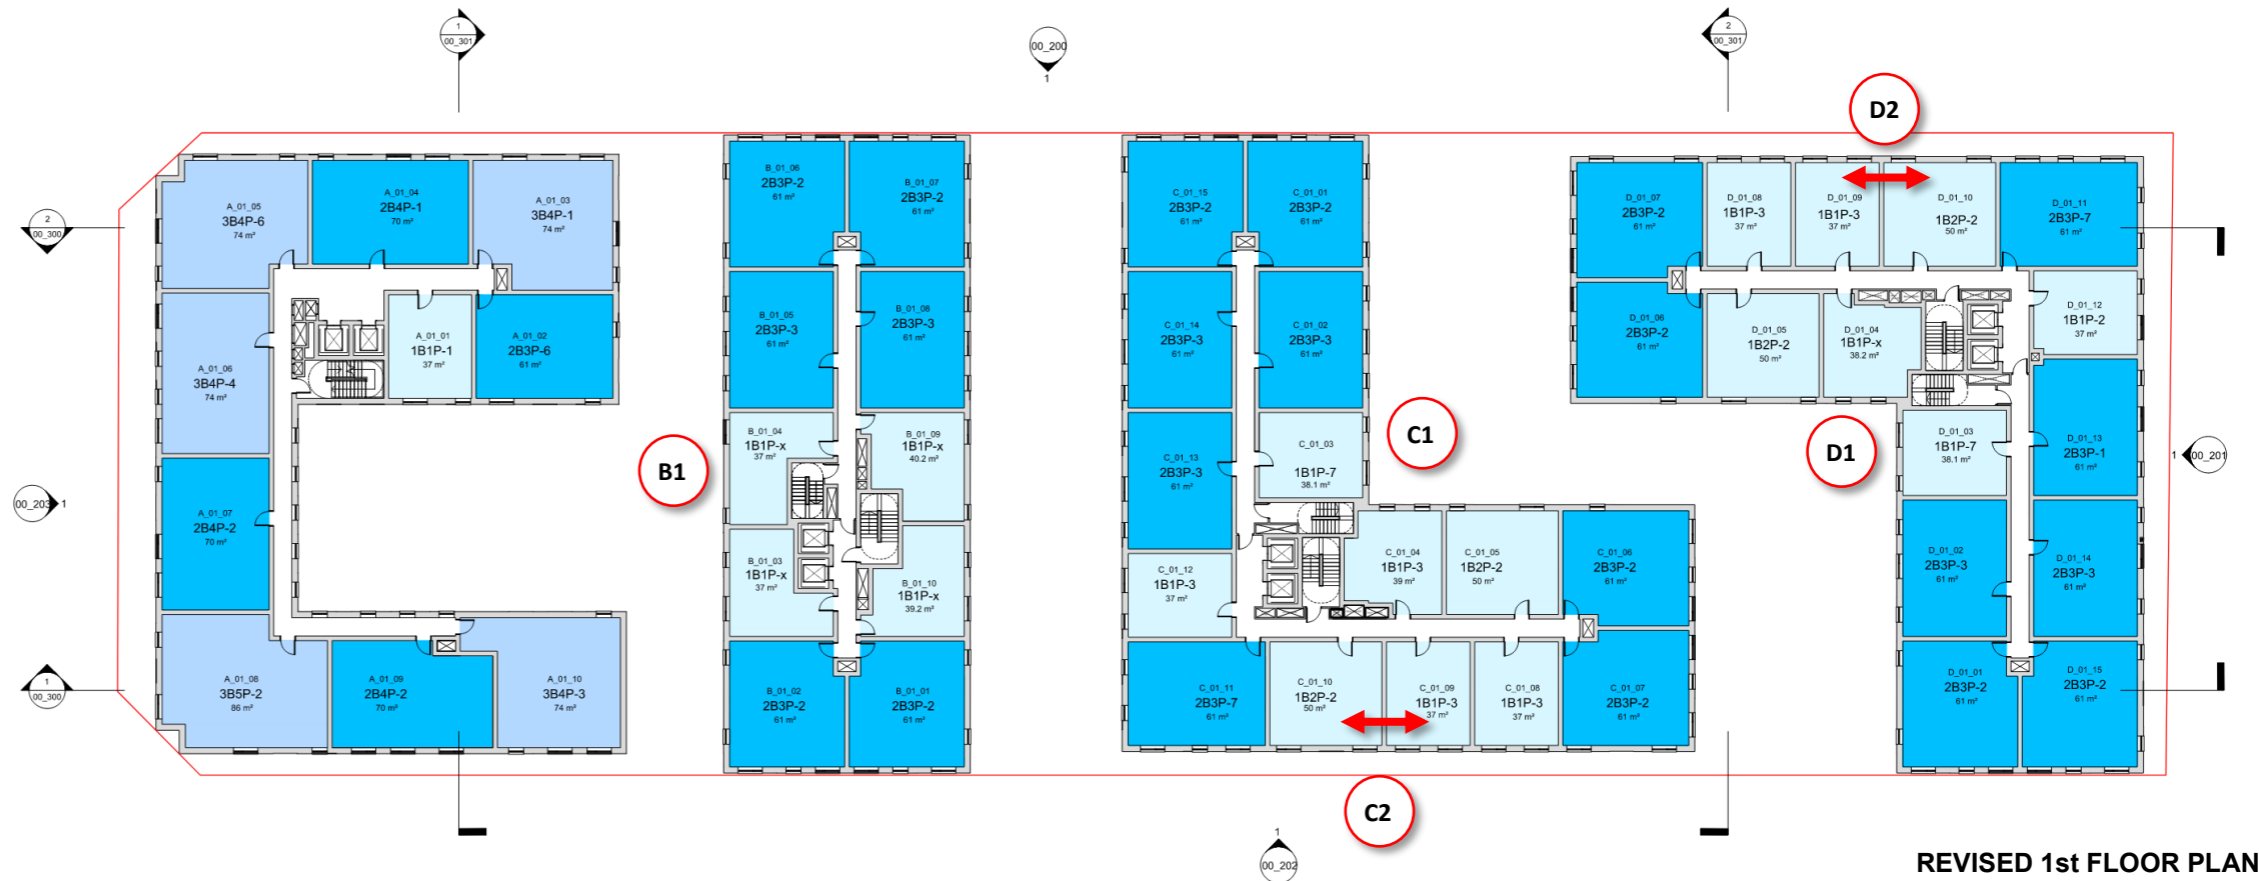 1
00_301
00_200
1
2
00_301
D2
2
00_300
00_203
1
1
00_300
A_01_05
3B4P-6
74 m²
A_01_04
2B4P-1
70 m²
A_01_03
3B4P-1
74 m²
A_01_06
3B4P-4
74 m²
A_01_01
1B1P-1
37 m²
A_01_02
2B3P-6
61 m²
A_01_07
2B4P-2
70 m²
A_01_08
3B5P-2
86 m²
A_01_09
2B4P-2
70 m²
A_01_10
3B4P-3
74 m²
B1
B_01_06
2B3P-2
61 m²
B_01_07
2B3P-2
61 m²
B_01_05
2B3P-3
61 m²
B_01_08
2B3P-3
61 m²
B_01_04
1B1P-x
37 m²
B_01_09
1B1P-x
40.2 m²
B_01_03
1B1P-x
37 m²
B_01_10
1B1P-x
39.2 m²
B_01_02
2B3P-2
61 m²
B_01_01
2B3P-2
61 m²
C_01_15
2B3P-2
61 m²
C_01_01
2B3P-2
61 m²
C_01_14
2B3P-3
61 m²
C_01_02
2B3P-3
61 m²
C_01_13
2B3P-3
61 m²
C_01_03
1B1P-7
38.1 m²
C1
C_01_12
1B1P-3
37 m²
C_01_04
1B1P-3
39 m²
C_01_05
1B2P-2
50 m²
C_01_06
2B3P-2
61 m²
C_01_11
2B3P-7
61 m²
C_01_10
1B2P-2
50 m²
C_01_09
1B1P-3
37 m²
C_01_08
1B1P-3
37 m²
C_01_07
2B3P-2
61 m²
C2
D_01_07
2B3P-2
61 m²
D_01_08
1B1P-3
37 m²
D_01_09
1B1P-3
37 m²
D_01_10
1B2P-2
50 m²
D_01_11
2B3P-7
61 m²
D_01_06
2B3P-2
61 m²
D_01_05
1B2P-2
50 m²
D_01_04
1B1P-x
38.2 m²
D_01_12
1B1P-2
37 m²
D1
D_01_03
1B1P-7
38.1 m²
D_01_13
2B3P-1
61 m²
D_01_02
2B3P-3
61 m²
D_01_14
2B3P-3
61 m²
D_01_01
2B3P-2
61 m²
D_01_15
2B3P-2
61 m²
1
00_201
1
00_202
REVISED 1st FLOOR PLAN